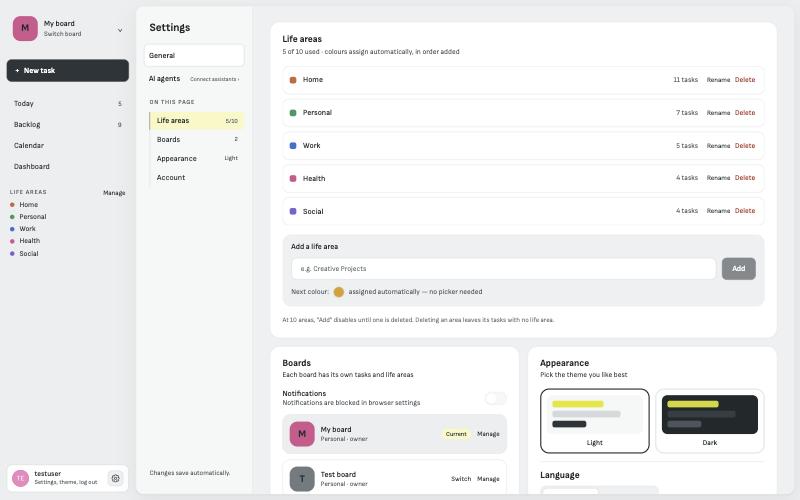 M
My board
Switch board
+ New task
Today 5
Backlog 9
Calendar
Dashboard
LIFE AREAS Manage
Home
Personal
Work
Health
Social
TE
testuser
Settings, theme, log out
Settings
General
AI agents Connect assistants ›
ON THIS PAGE
Life areas 5/10
Boards 2
Appearance Light
Account
Changes save automatically.
Life areas
5 of 10 used · colours assign automatically, in order added
Home 11 tasks Rename Delete
Personal 7 tasks Rename Delete
Work 5 tasks Rename Delete
Health 4 tasks Rename Delete
Social 4 tasks Rename Delete
Add a life area
e.g. Creative Projects Add
Next colour: assigned automatically — no picker needed
At 10 areas, "Add" disables until one is deleted. Deleting an area leaves its tasks with no life area.
Boards
Each board has its own tasks and life areas
Notifications
Notifications are blocked in browser settings
M
My board
Personal · owner
Current Manage
T
Test board
Personal · owner
Switch Manage
Appearance
Pick the theme you like best
Light Dark
Language